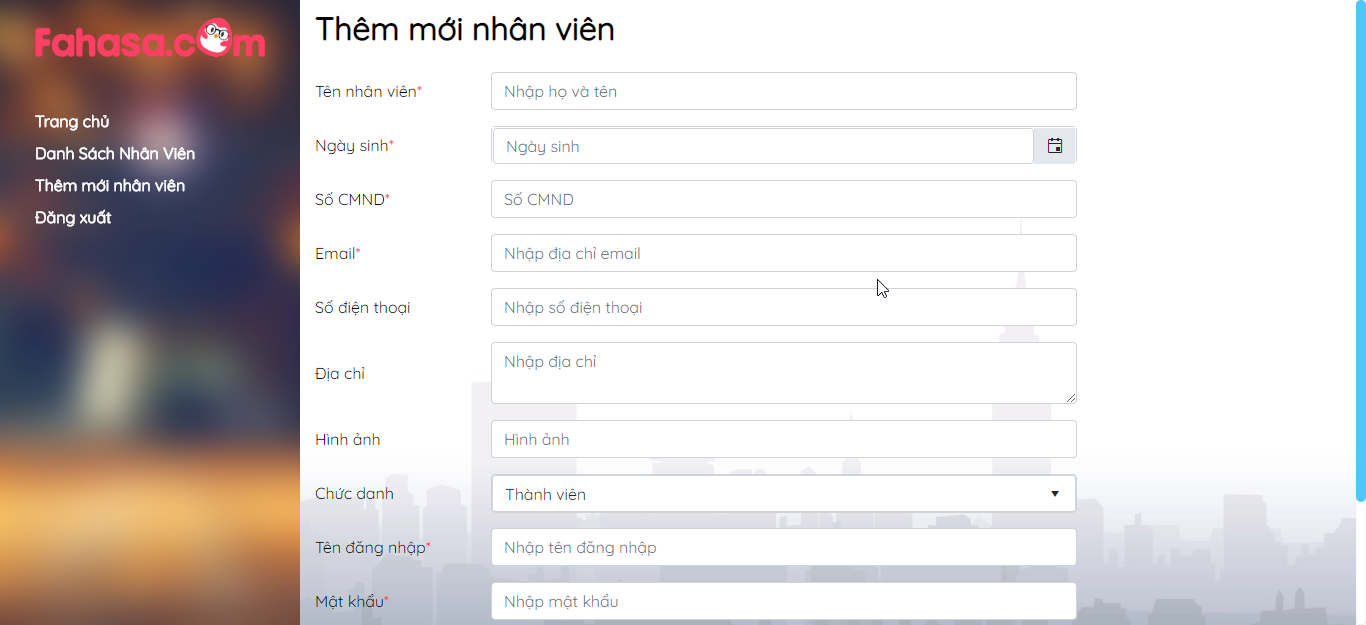 Fahasa.com
Trang chủ
Danh Sách Nhân Viên
Thêm mới nhân viên
Đăng xuất
Thêm mới nhân viên
Tên nhân viên*
Nhập họ và tên
Ngày sinh*
Ngày sinh
Số CMND*
Số CMND
Email*
Nhập địa chỉ email
Số điện thoại
Nhập số điện thoại
Địa chỉ
Nhập địa chỉ
Hình ảnh
Hình ảnh
Chức danh
Thành viên
Tên đăng nhập*
Nhập tên đăng nhập
Mật khẩu*
Nhập mật khẩu